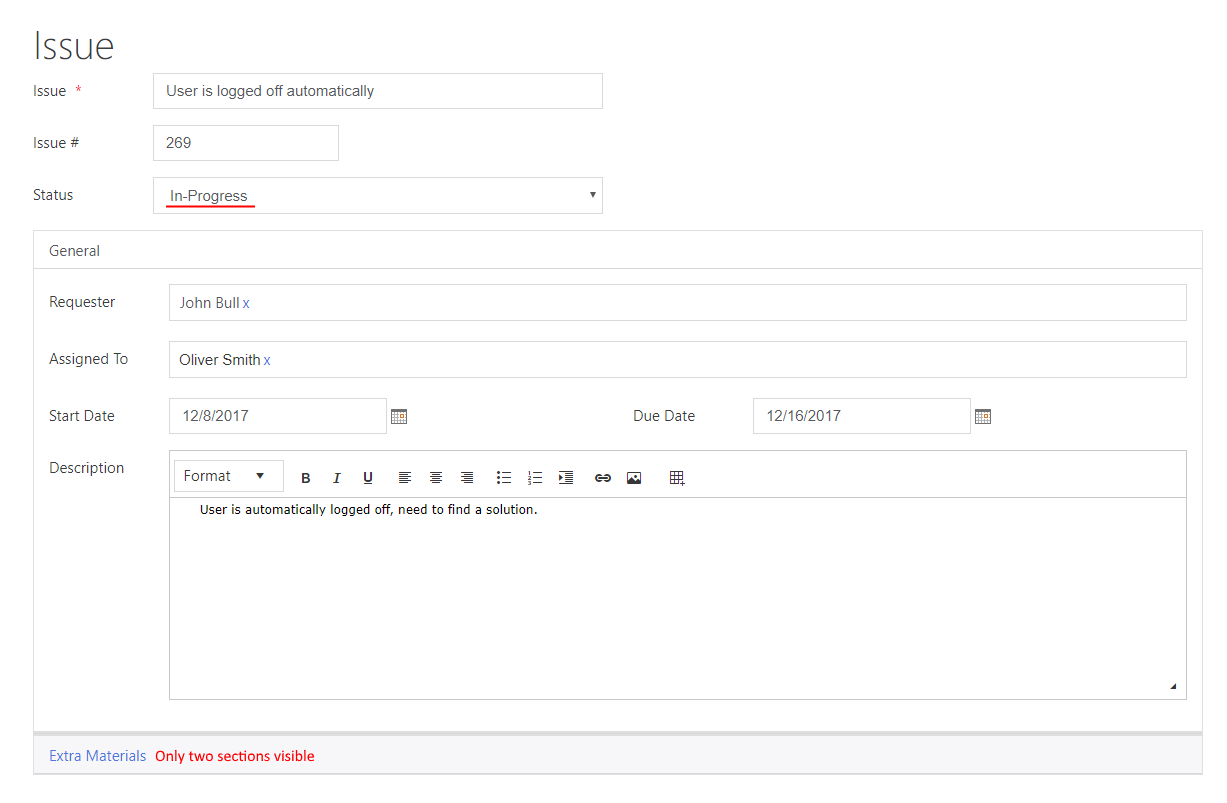 Issue
Issue * User is logged off automatically
Issue # 269
Status In-Progress
General
Requester John Bull x
Assigned To Oliver Smith x
Start Date 12/8/2017 Due Date 12/16/2017
Description Format B I U
User is automatically logged off, need to find a solution.
Extra Materials Only two sections visible